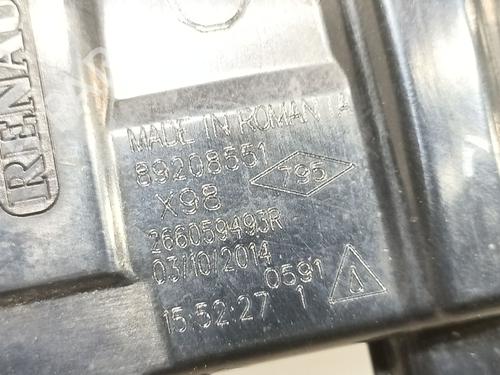 RENAU
MADE IN ROMANIA
89208551
795
X98
266059493R
03/10/2014
0591
15:52:27 1